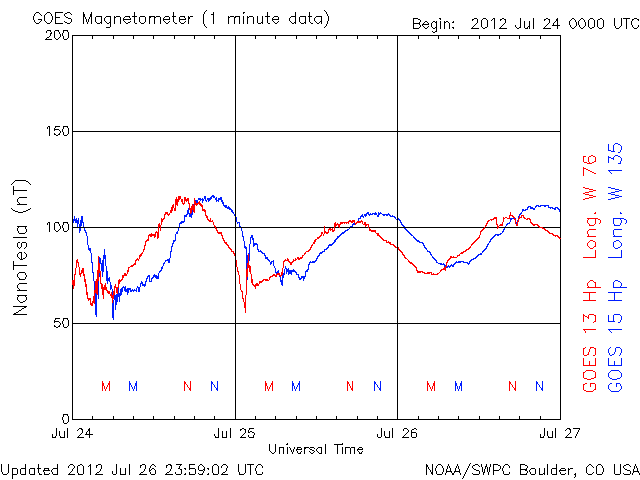 GOES Magnetometer (1 minute data)
Begin: 2012 Jul 24 0000 UTC
200
150
100
50
0
NanoTesla (nT)
M M N N M M N N M M N N
Jul 24 Jul 25 Jul 26 Jul 27
Universal Time
GOES 13 Hp Long. W 76
GOES 15 Hp Long. W 135
Updated 2012 Jul 26 23:59:02 UTC
NOAA/SWPC Boulder, CO USA